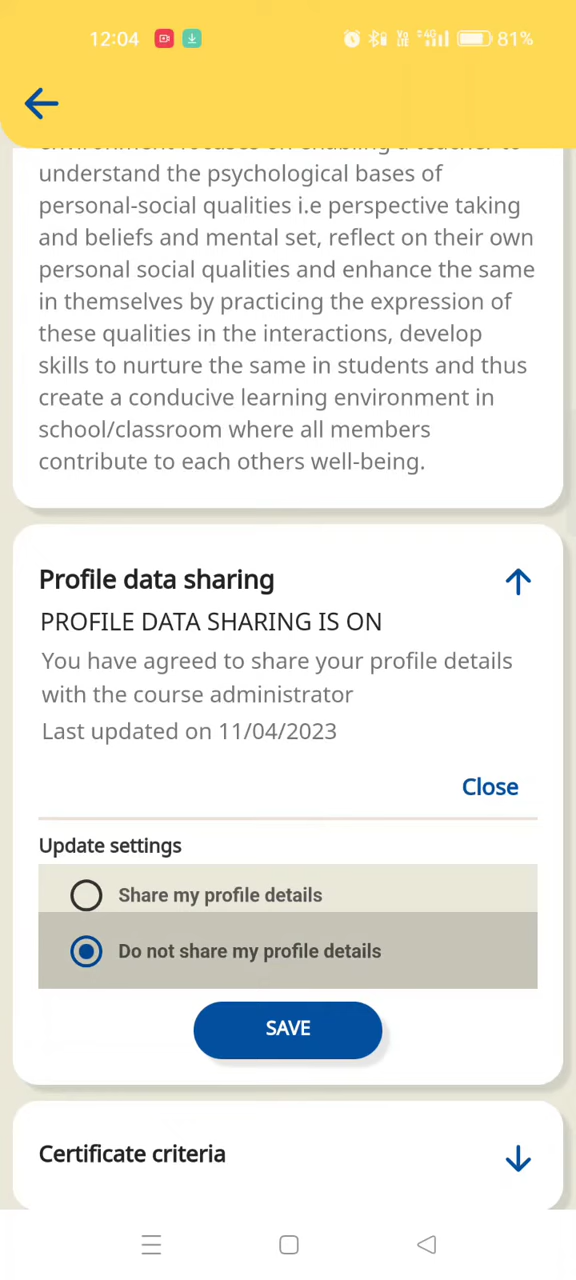 12:04
4G
81%
understand the psychological bases of
personal-social qualities i.e perspective taking
and beliefs and mental set, reflect on their own
personal social qualities and enhance the same
in themselves by practicing the expression of
these qualities in the interactions, develop
skills to nurture the same in students and thus
create a conducive learning environment in
school/classroom where all members
contribute to each others well-being.
Profile data sharing
PROFILE DATA SHARING IS ON
You have agreed to share your profile details
with the course administrator
Last updated on 11/04/2023
Close
Update settings
Share my profile details
Do not share my profile details
SAVE
Certificate criteria